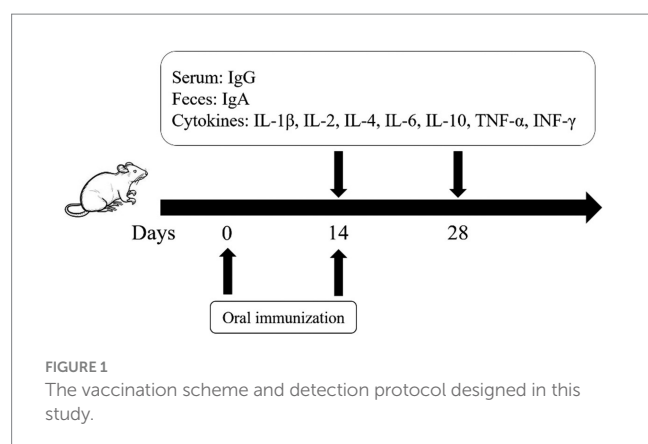 Serum: IgG
Feces: IgA
Cytokines: IL-1β, IL-2, IL-4, IL-6, IL-10, TNF-α, INF-γ
Days 0 14 28
Oral immunization
FIGURE 1
The vaccination scheme and detection protocol designed in this
study.